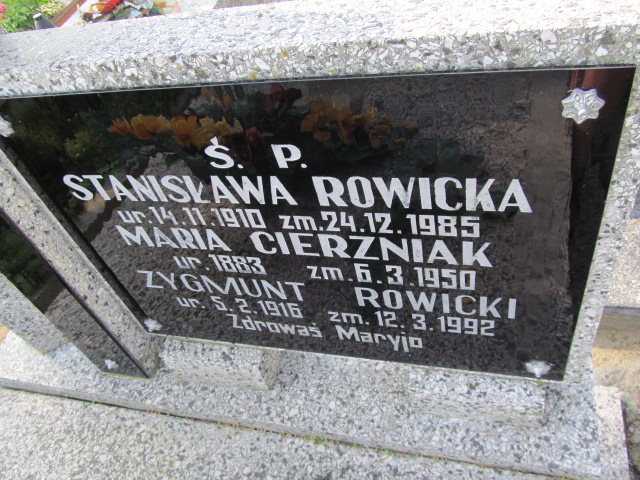 Ś. P.
STANISŁAWA ROWICKA
ur.14.11.1910 zm.24.12.1985
MARIA CIERZNIAK
ur.1883 zm.6.3.1950
ZYGMUNT ROWICKI
ur.5.2.1916 zm.12.3.1992
Zdrowaś Maryjo